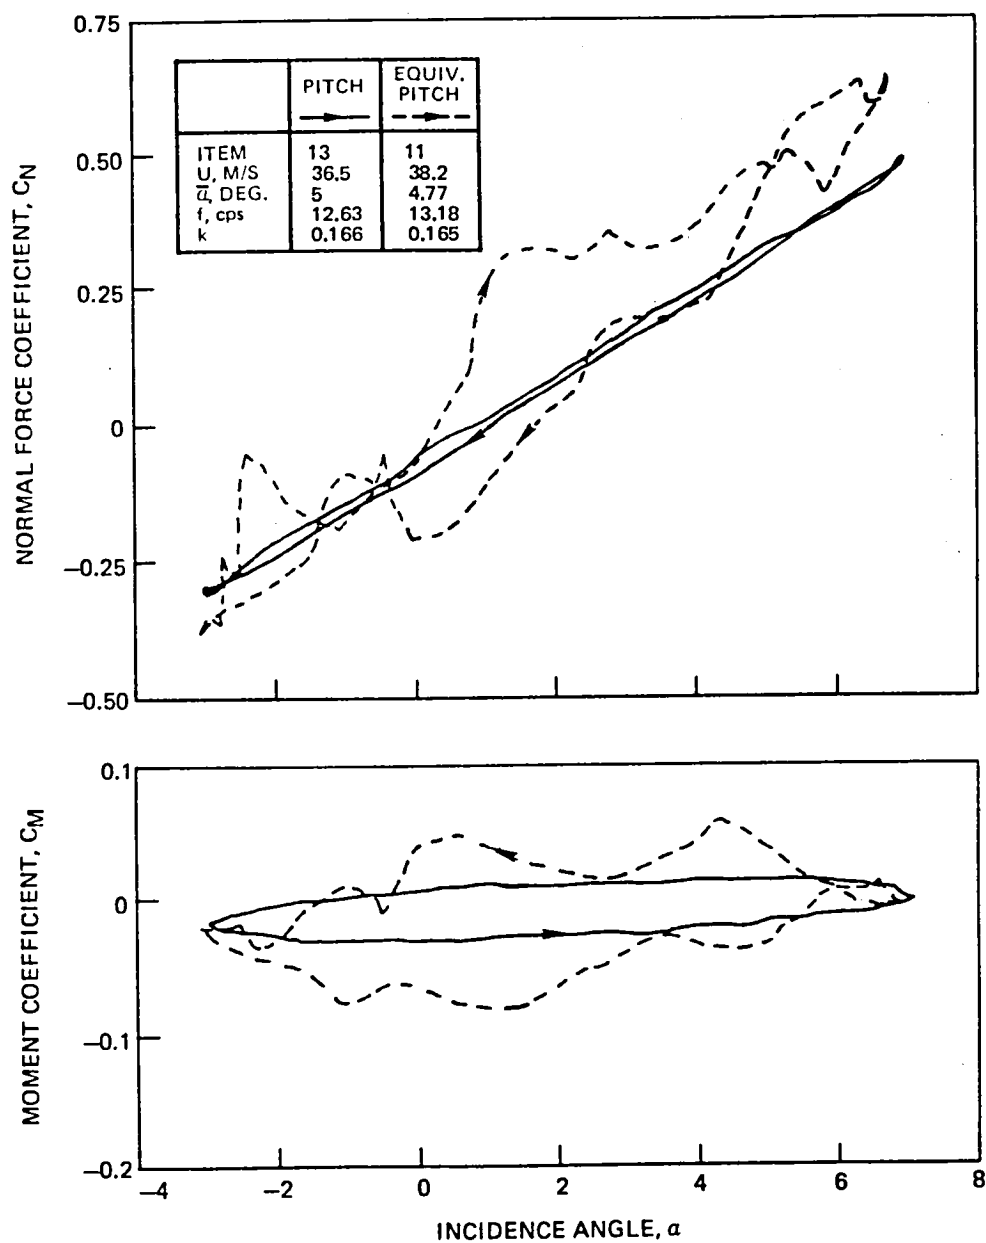 0.75
PITCH
EQUIV.
PITCH
ITEM 13 11
U, M/S 36.5 38.2
α̅, DEG. 5 4.77
f, cps 12.63 13.18
k 0.166 0.165
0.50
0.25
0
−0.25
−0.50
NORMAL FORCE COEFFICIENT, CN
0.1
0
−0.1
−0.2
MOMENT COEFFICIENT, CM
−4 −2 0 2 4 6 8
INCIDENCE ANGLE, α